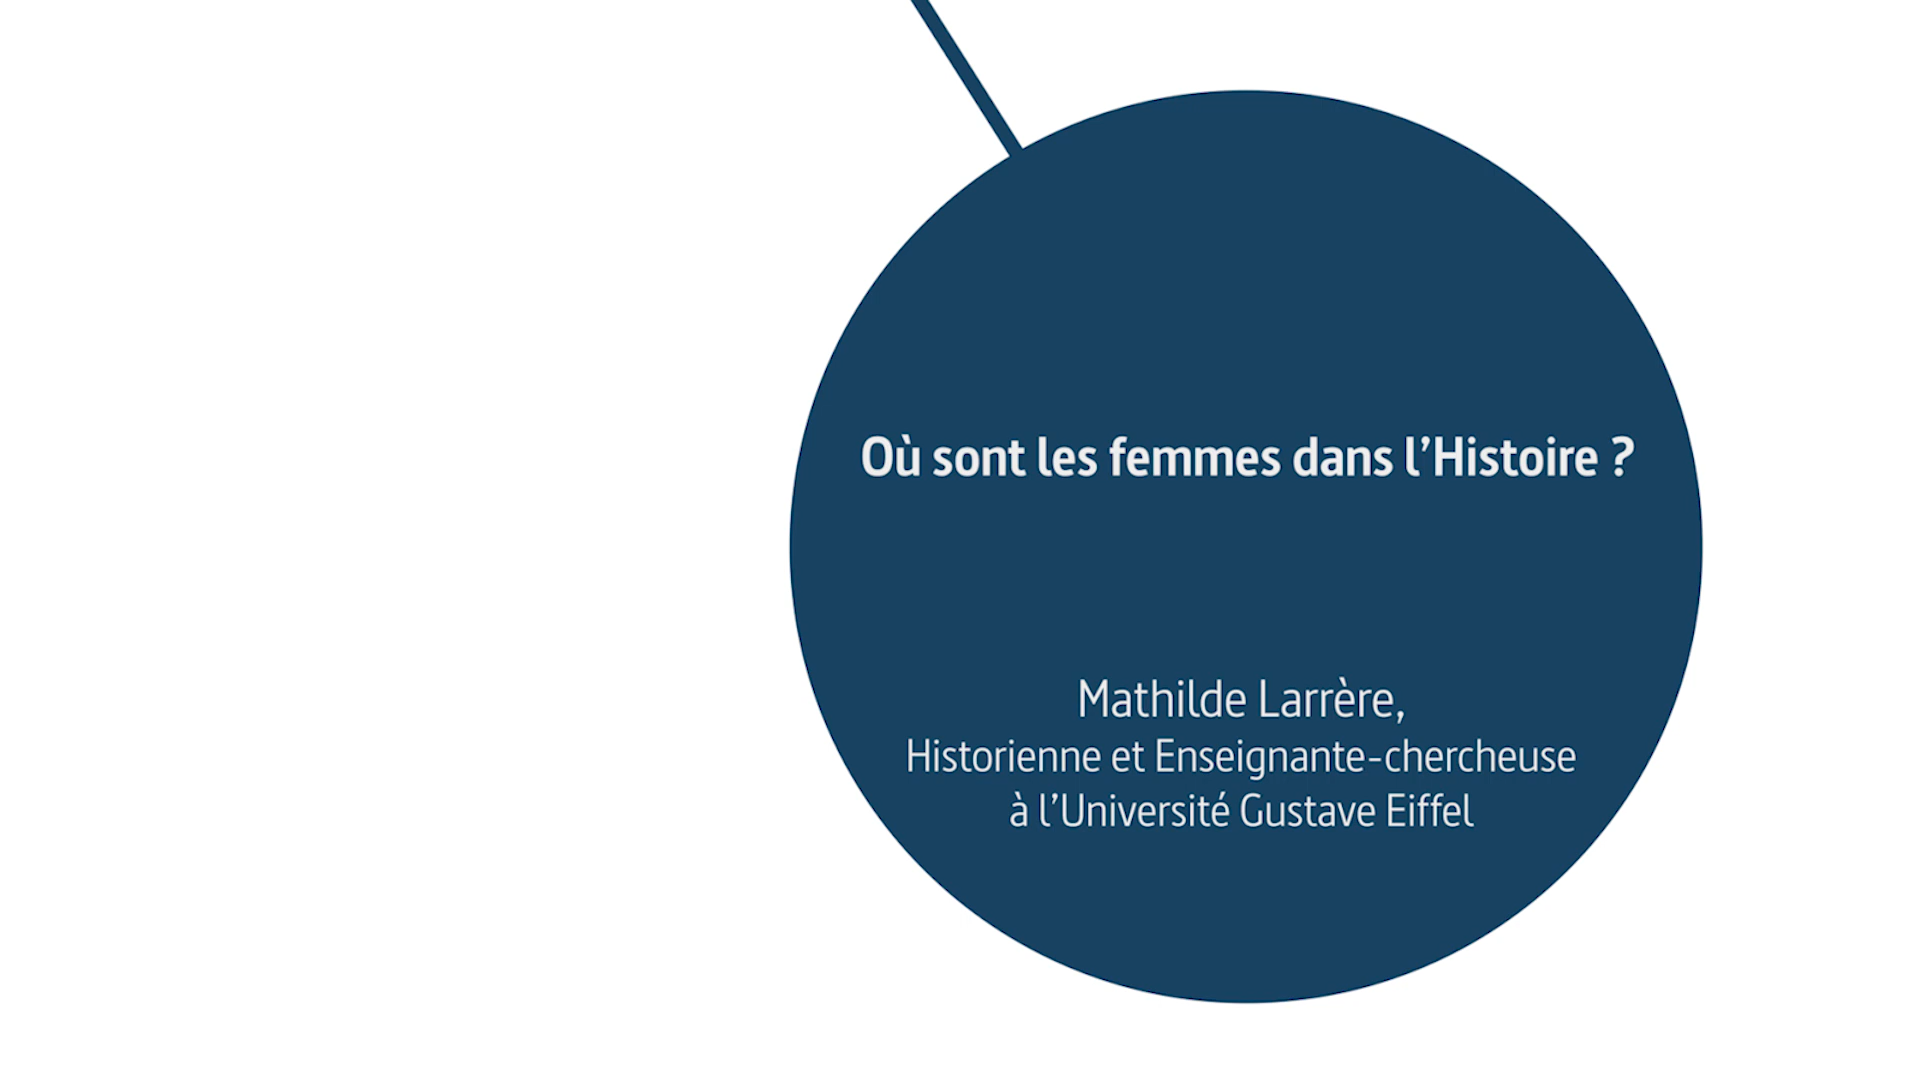 Où sont les femmes dans l’Histoire ?
Mathilde Larrère,
Historienne et Enseignante-chercheuse
à l’Université Gustave Eiffel